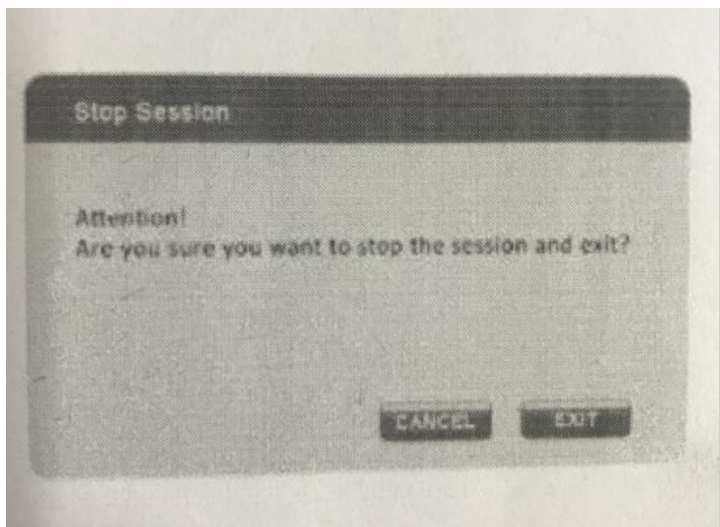 Stop Session
Attention!
Are you sure you want to stop the session and exit?
CANCEL
EXIT